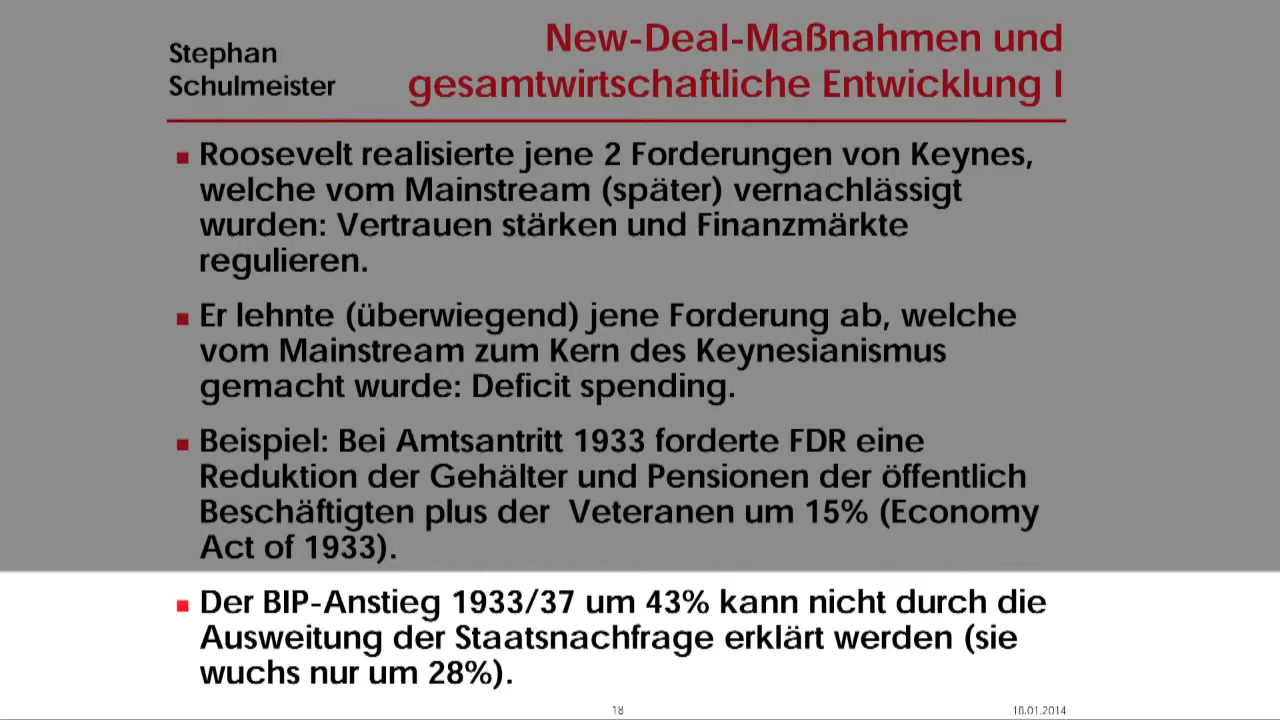 Stephan
Schulmeister
New-Deal-Maßnahmen und
gesamtwirtschaftliche Entwicklung I
Roosevelt realisierte jene 2 Forderungen von Keynes,
welche vom Mainstream (später) vernachlässigt
wurden: Vertrauen stärken und Finanzmärkte
regulieren.
Er lehnte (überwiegend) jene Forderung ab, welche
vom Mainstream zum Kern des Keynesianismus
gemacht wurde: Deficit spending.
Beispiel: Bei Amtsantritt 1933 forderte FDR eine
Reduktion der Gehälter und Pensionen der öffentlich
Beschäftigten plus der Veteranen um 15% (Economy
Act of 1933).
Der BIP-Anstieg 1933/37 um 43% kann nicht durch die
Ausweitung der Staatsnachfrage erklärt werden (sie
wuchs nur um 28%).
18
18.01.2014